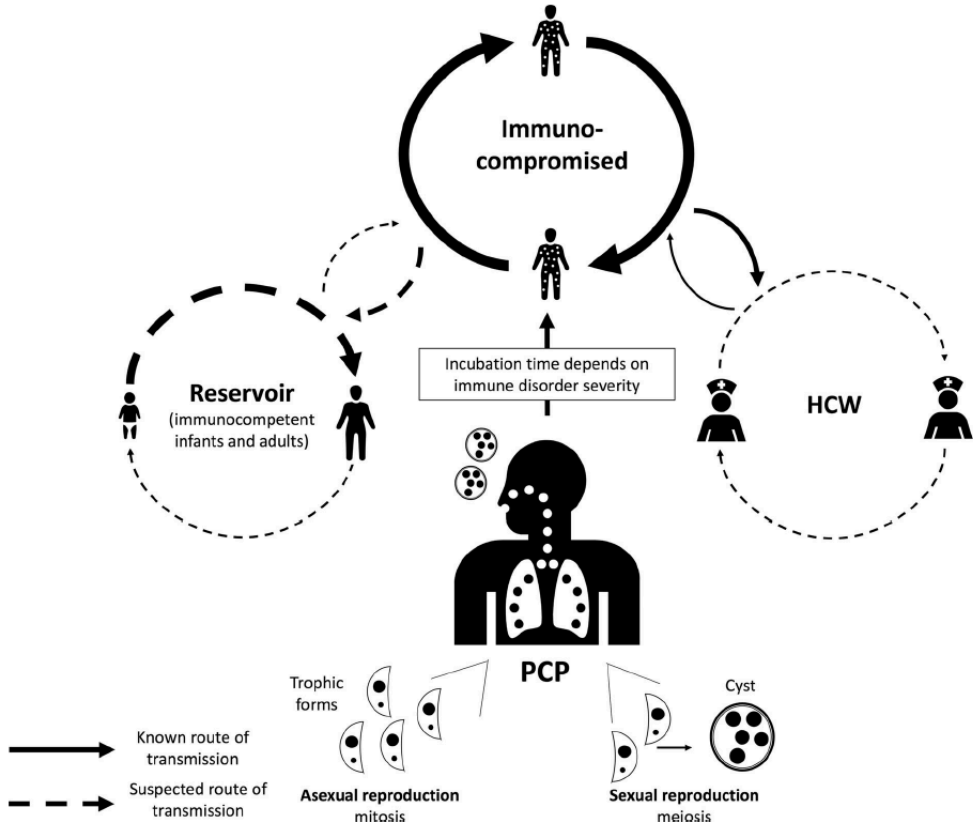 Immuno-
compromised
Incubation time depends on
immune disorder severity
Reservoir
(immunocompetent
infants and adults)
HCW
PCP
Trophic
forms
Cyst
Known route of
transmission
Suspected route of
transmission
Asexual reproduction
mitosis
Sexual reproduction
meiosis